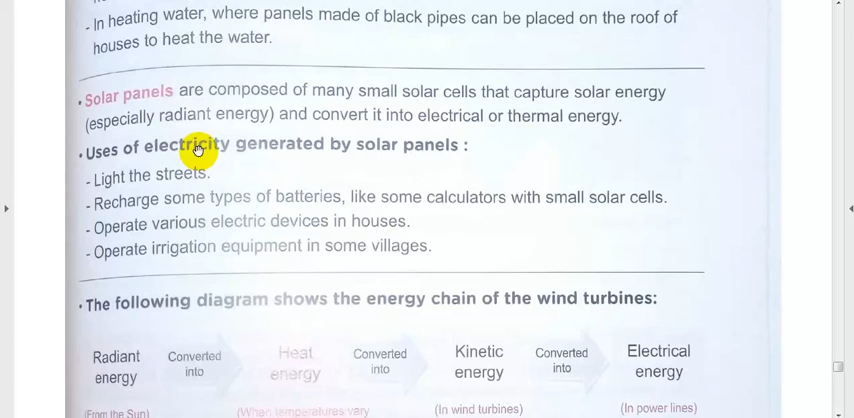 - In heating water, where panels made of black pipes can be placed on the roof of
houses to heat the water.
• Solar panels are composed of many small solar cells that capture solar energy
(especially radiant energy) and convert it into electrical or thermal energy.
• Uses of electricity generated by solar panels :
- Light the streets.
- Recharge some types of batteries, like some calculators with small solar cells.
- Operate various electric devices in houses.
- Operate irrigation equipment in some villages.
• The following diagram shows the energy chain of the wind turbines:
Radiant energy
Converted into
Heat energy
Converted into
Kinetic energy
Converted into
Electrical energy
(From the Sun)
(When temperatures vary
(In wind turbines)
(In power lines)